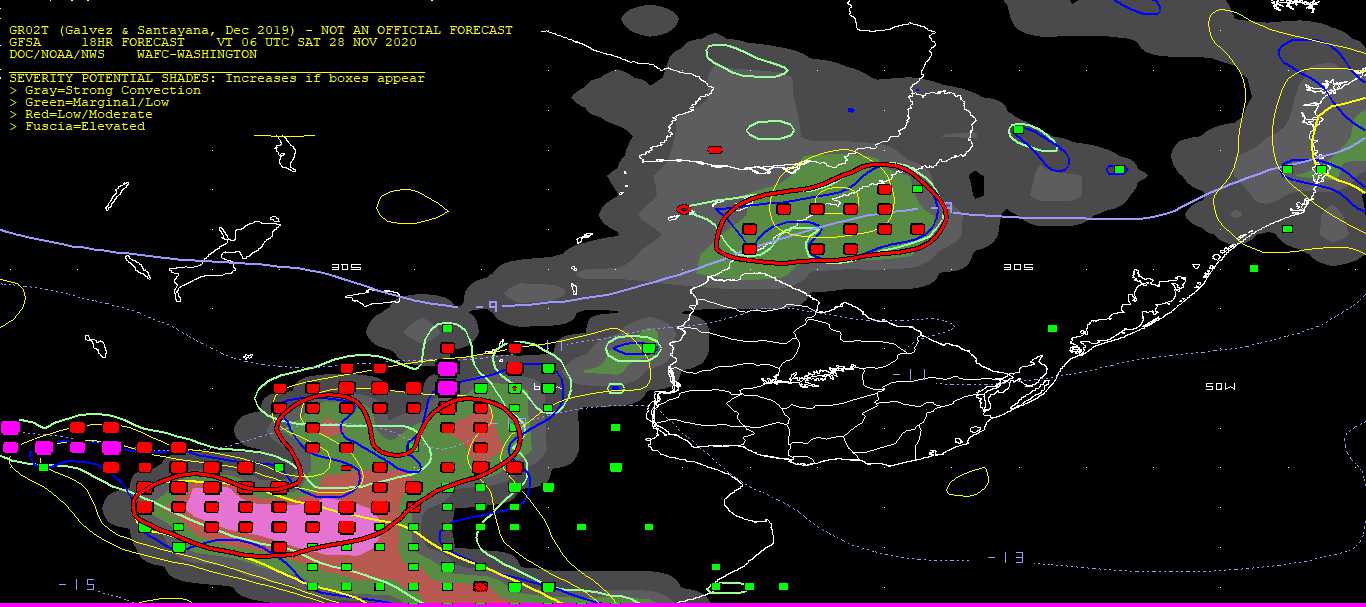 GR02T (Galvez & Santayana, Dec 2019) - NOT AN OFFICIAL FORECAST
GFSA 18HR FORECAST VT 06 UTC SAT 28 NOV 2020
DOC/NOAA/NWS WAFC-WASHINGTON
SEVERITY POTENTIAL SHADES: Increases if boxes appear
> Gray=Strong Convection
> Green=Marginal/Low
> Red=Low/Moderate
> Fuscia=Elevated
30S
30S
-9
-11
50W
-13
-15